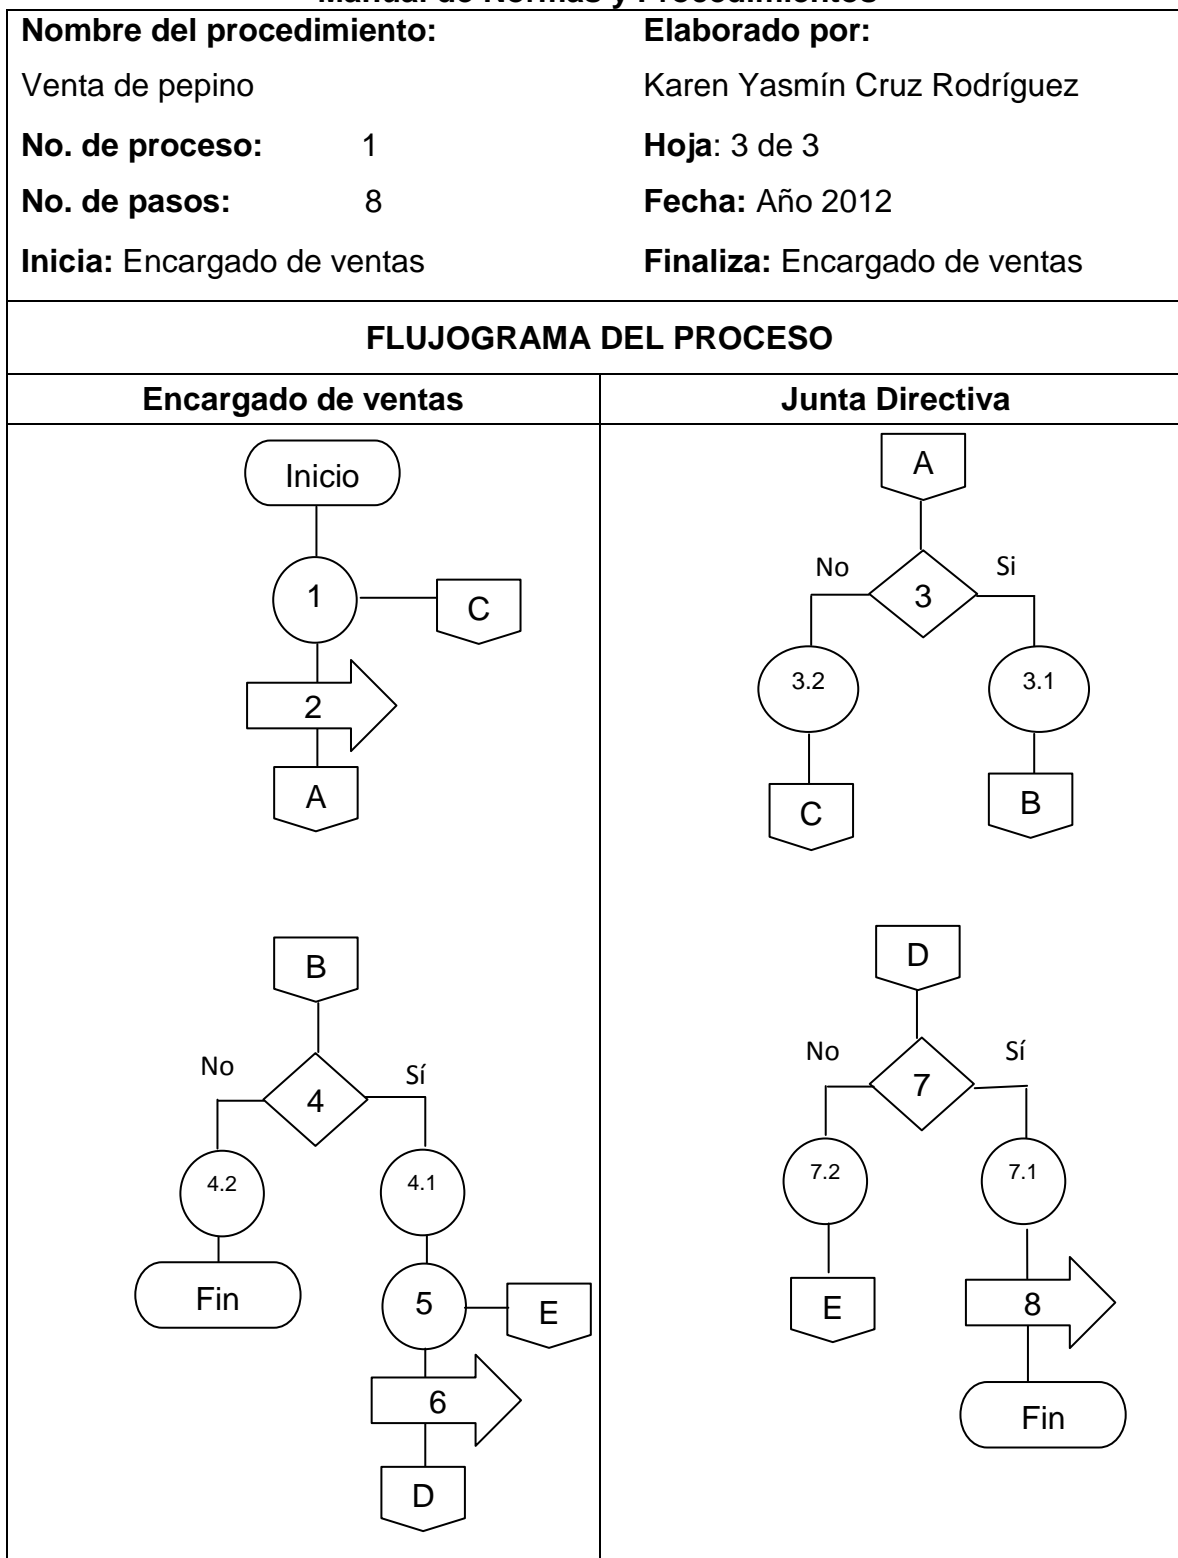 Manual de Normas y Procedimientos
Nombre del procedimiento: Elaborado por:
Venta de pepino Karen Yasmín Cruz Rodríguez
No. de proceso: 1 Hoja: 3 de 3
No. de pasos: 8 Fecha: Año 2012
Inicia: Encargado de ventas Finaliza: Encargado de ventas
FLUJOGRAMA DEL PROCESO
Encargado de ventas
Inicio
1
C
2
A
B
No
Sí
4
4.2
4.1
Fin
5
E
6
D
Junta Directiva
A
No
Si
3
3.2
3.1
C
B
D
No
Sí
7
7.2
7.1
E
8
Fin